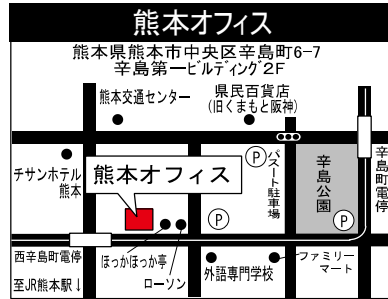 熊本オフィス
熊本県熊本市中央区辛島町6-7
辛島第一ビルディング2F
熊本交通センター
県民百貨店
(旧くまもと阪神)
チサンホテル
熊本
熊本オフィス
P
パスート駐車場
辛島公園
辛島町電停
P
P
西辛島町電停
至JR熊本駅↓
ほっかほっか亭
ローソン
外語専門学校
ファミリー
マート